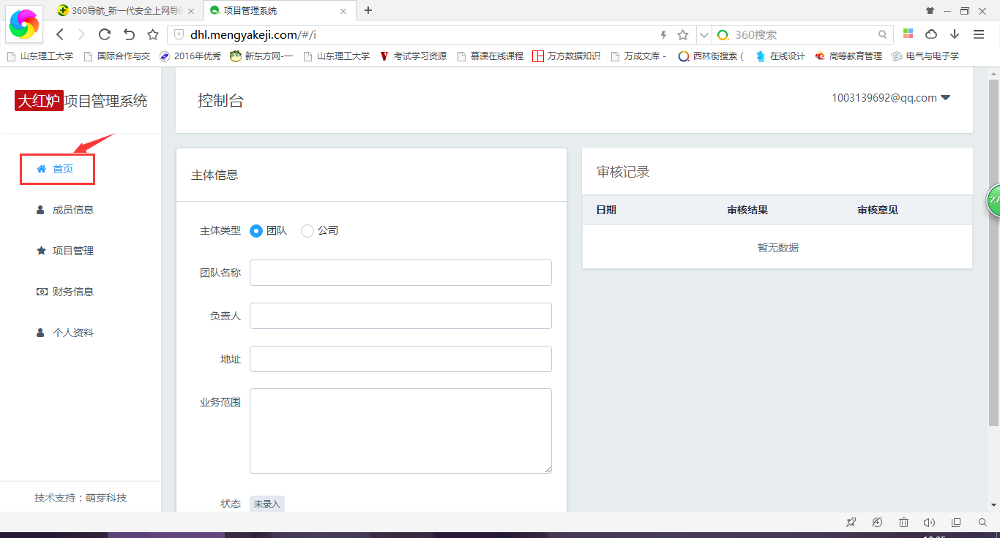 360导航_新一代安全上网导航
项目管理系统
dhl.mengyakeji.com/#/i
360搜索
山东理工大学
国际合作与交
2016年优秀
新东方网-一
山东理工大学
考试学习资源
慕课在线课程
万方数据知识
万成文库 -
西林街搜索 (
在线设计
高等教育管理
电气与电子学
大红炉项目管理系统
控制台
1003139692@qq.com
首页
成员信息
项目管理
财务信息
个人资料
技术支持：萌芽科技
主体信息
主体类型 团队 公司
团队名称
负责人
地址
业务范围
状态 未录入
审核记录
日期 审核结果 审核意见
暂无数据
27